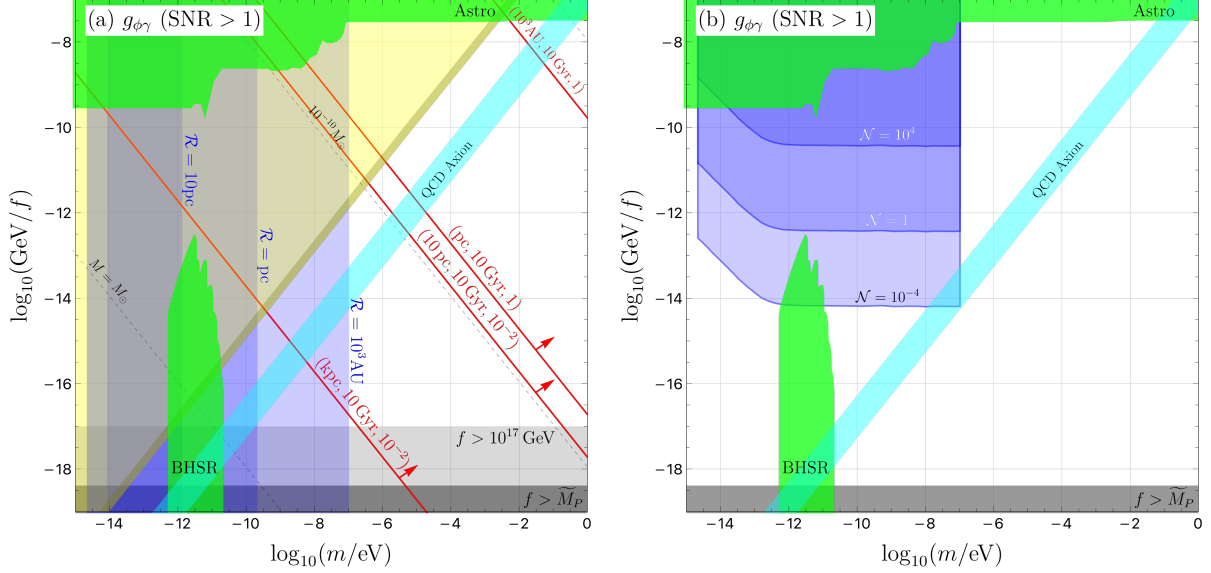 (a) g_{ϕγ} (SNR > 1)
Astro
(10³AU, 10 Gyr, 1)
10⁻¹⁰M_⊙
ℛ = 10pc
QCD Axion
ℛ = pc
(pc, 10 Gyr, 1)
(10 pc, 10 Gyr, 10⁻²)
M = M_⊙
ℛ = 10³ AU
(kpc, 10 Gyr, 10⁻²)
f > 10¹⁷ GeV
BHSR
f > M̃_P
−8
−10
−12
−14
−16
−18
log₁₀(GeV/f)
−14 −12 −10 −8 −6 −4 −2 0
log₁₀(m/eV)
(b) g_{ϕγ} (SNR > 1)
Astro
𝒩 = 10⁴
QCD Axion
𝒩 = 1
𝒩 = 10⁻⁴
BHSR
f > M̃_P
−8
−10
−12
−14
−16
−18
log₁₀(GeV/f)
−14 −12 −10 −8 −6 −4 −2 0
log₁₀(m/eV)